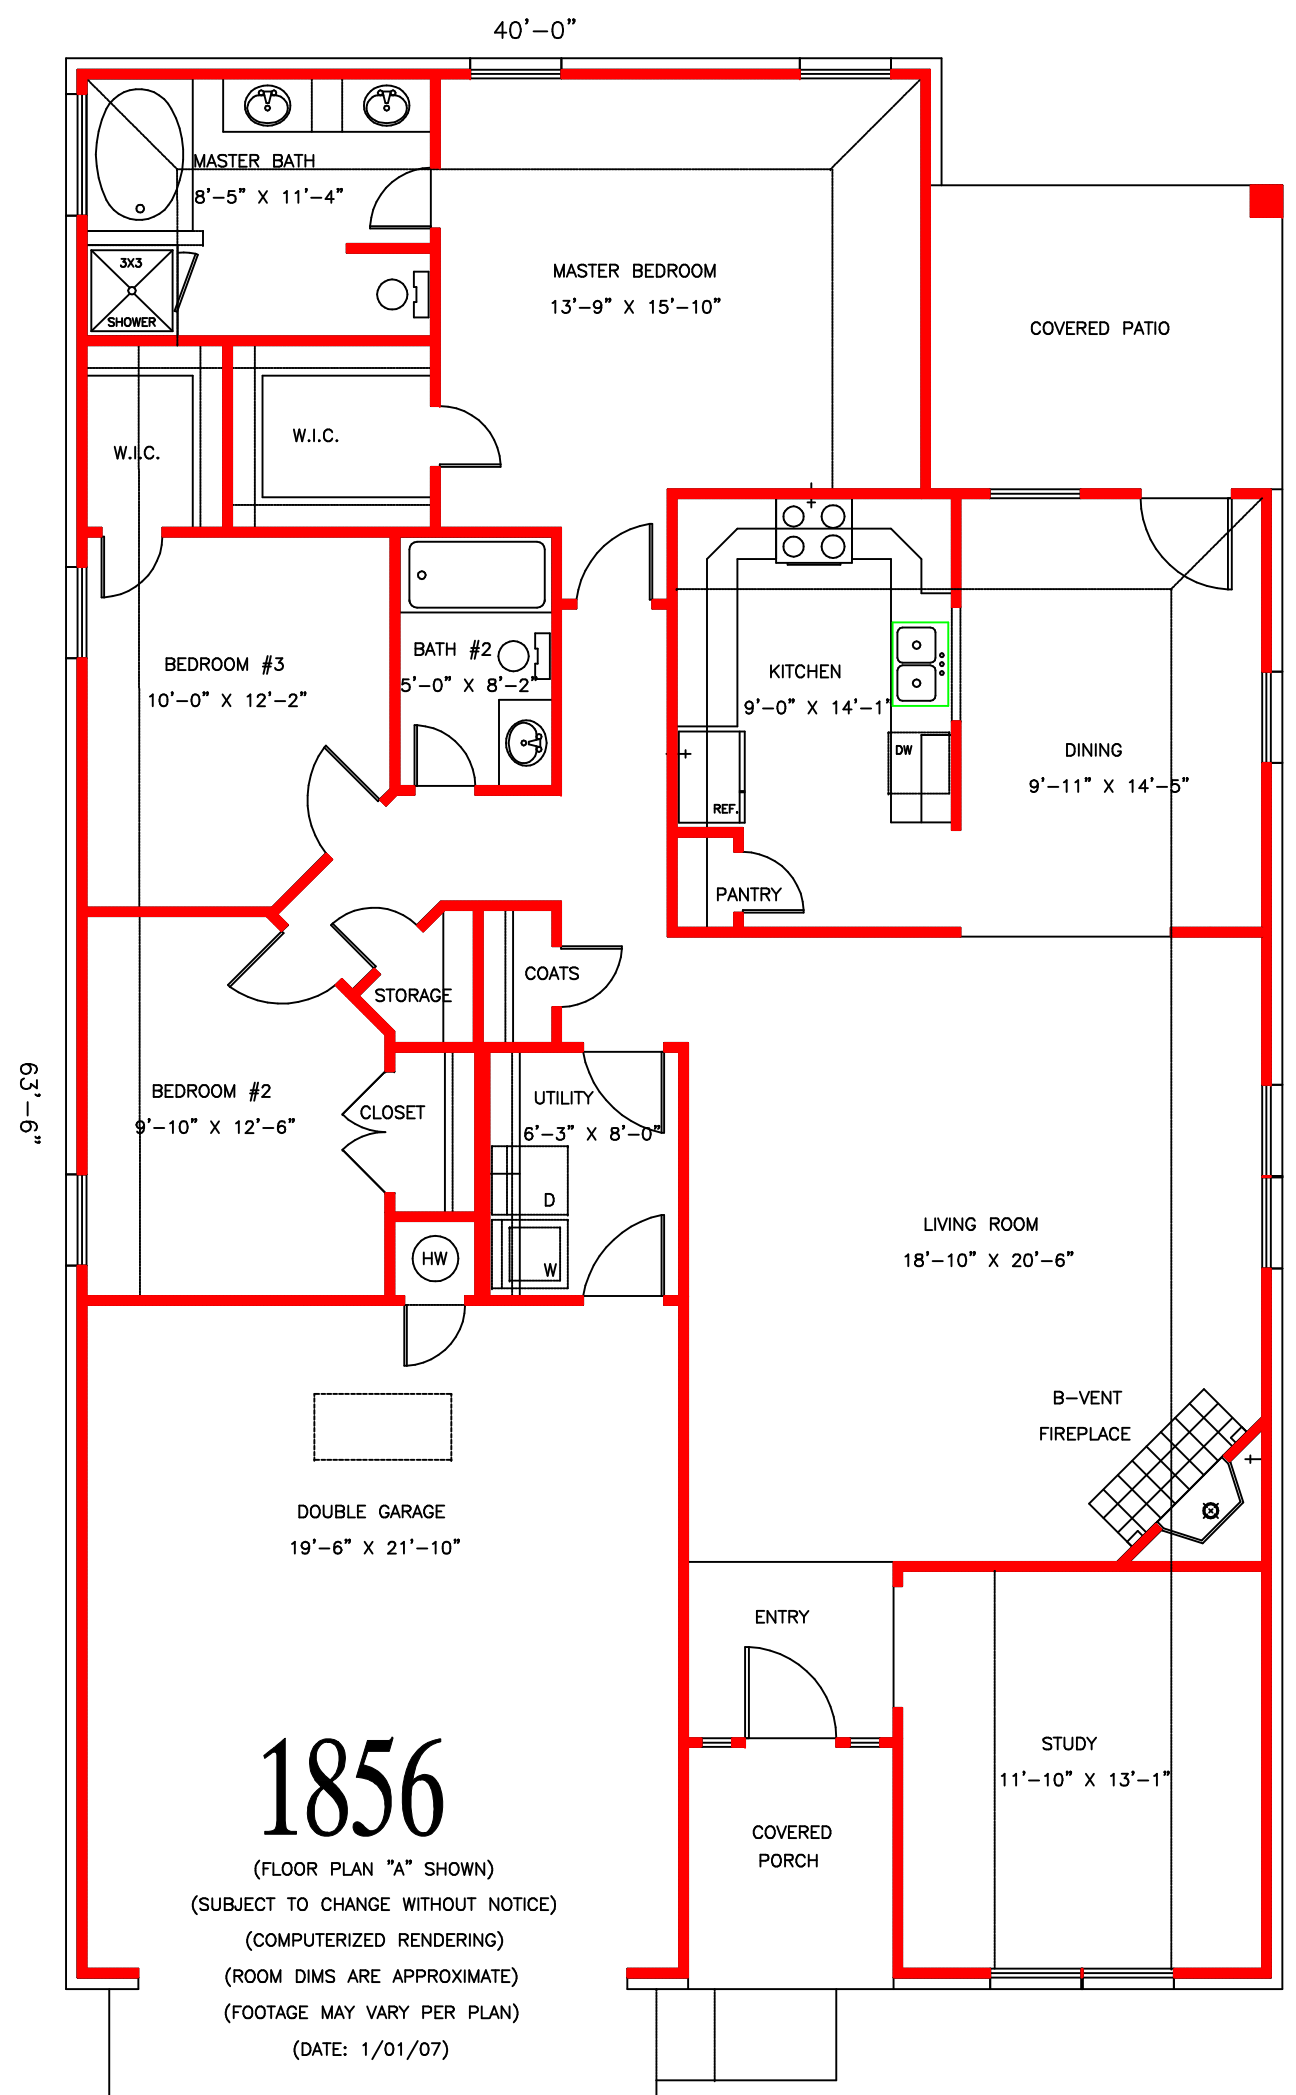 40'-0"
MASTER BATH
8'-5" X 11'-4"
3X3
SHOWER
MASTER BEDROOM
13'-9" X 15'-10"
COVERED PATIO
W.I.C.
W.I.C.
BEDROOM #3
10'-0" X 12'-2"
BATH #2
5'-0" X 8'-2"
KITCHEN
9'-0" X 14'-1"
DW
REF.
DINING
9'-11" X 14'-5"
PANTRY
COATS
STORAGE
63'-6"
BEDROOM #2
9'-10" X 12'-6"
CLOSET
UTILITY
6'-3" X 8'-0"
D
W
HW
LIVING ROOM
18'-10" X 20'-6"
B-VENT
FIREPLACE
DOUBLE GARAGE
19'-6" X 21'-10"
ENTRY
STUDY
11'-10" X 13'-1"
COVERED
PORCH
1856
(FLOOR PLAN "A" SHOWN)
(SUBJECT TO CHANGE WITHOUT NOTICE)
(COMPUTERIZED RENDERING)
(ROOM DIMS ARE APPROXIMATE)
(FOOTAGE MAY VARY PER PLAN)
(DATE: 1/01/07)